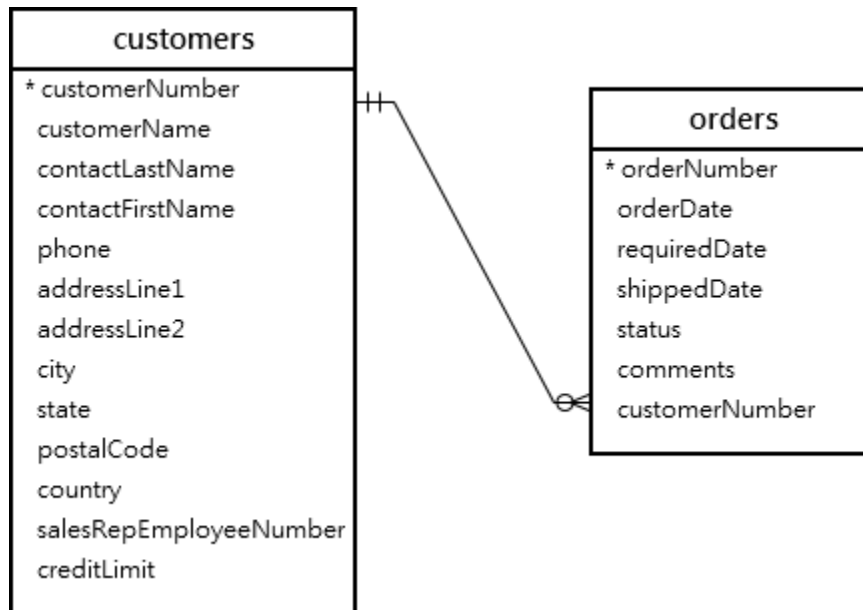 customers
* customerNumber
customerName
contactLastName
contactFirstName
phone
addressLine1
addressLine2
city
state
postalCode
country
salesRepEmployeeNumber
creditLimit
orders
* orderNumber
orderDate
requiredDate
shippedDate
status
comments
customerNumber